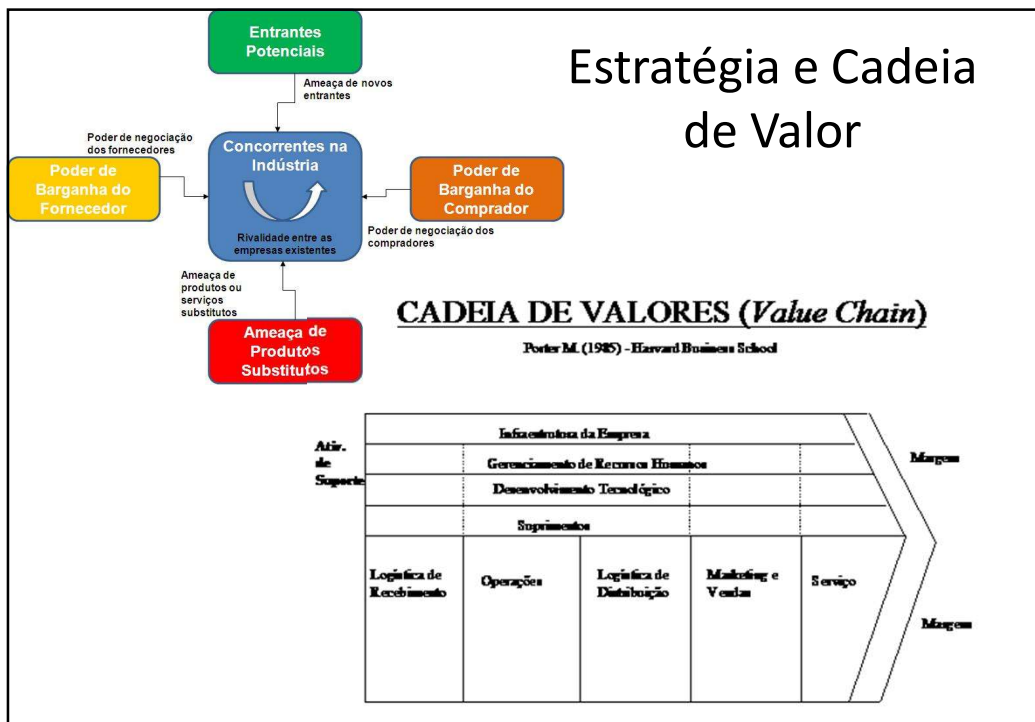 Entrantes
Potenciais
Ameaça de novos
entrantes
Estratégia e Cadeia
de Valor
Poder de negociação
dos fornecedores
Poder de
Barganha do
Fornecedor
Concorrentes na
Indústria
Rivalidade entre as
empresas existentes
Poder de
Barganha do
Comprador
Poder de negociação dos
compradores
Ameaça de
produtos ou
serviços
substitutos
Ameaça de
Produtos
Substitutos
CADEIA DE VALORES (Value Chain)
Porter M. (1985) - Harvard Business School
Ativ.
de
Suporte
Infraestrutura da Empresa
Gerenciamento de Recursos Humanos
Desenvolvimento Tecnológico
Suprimentos
Margem
Logística de
Recebimento
Operações
Logística de
Distribuição
Marketing e
Vendas
Serviço
Margem